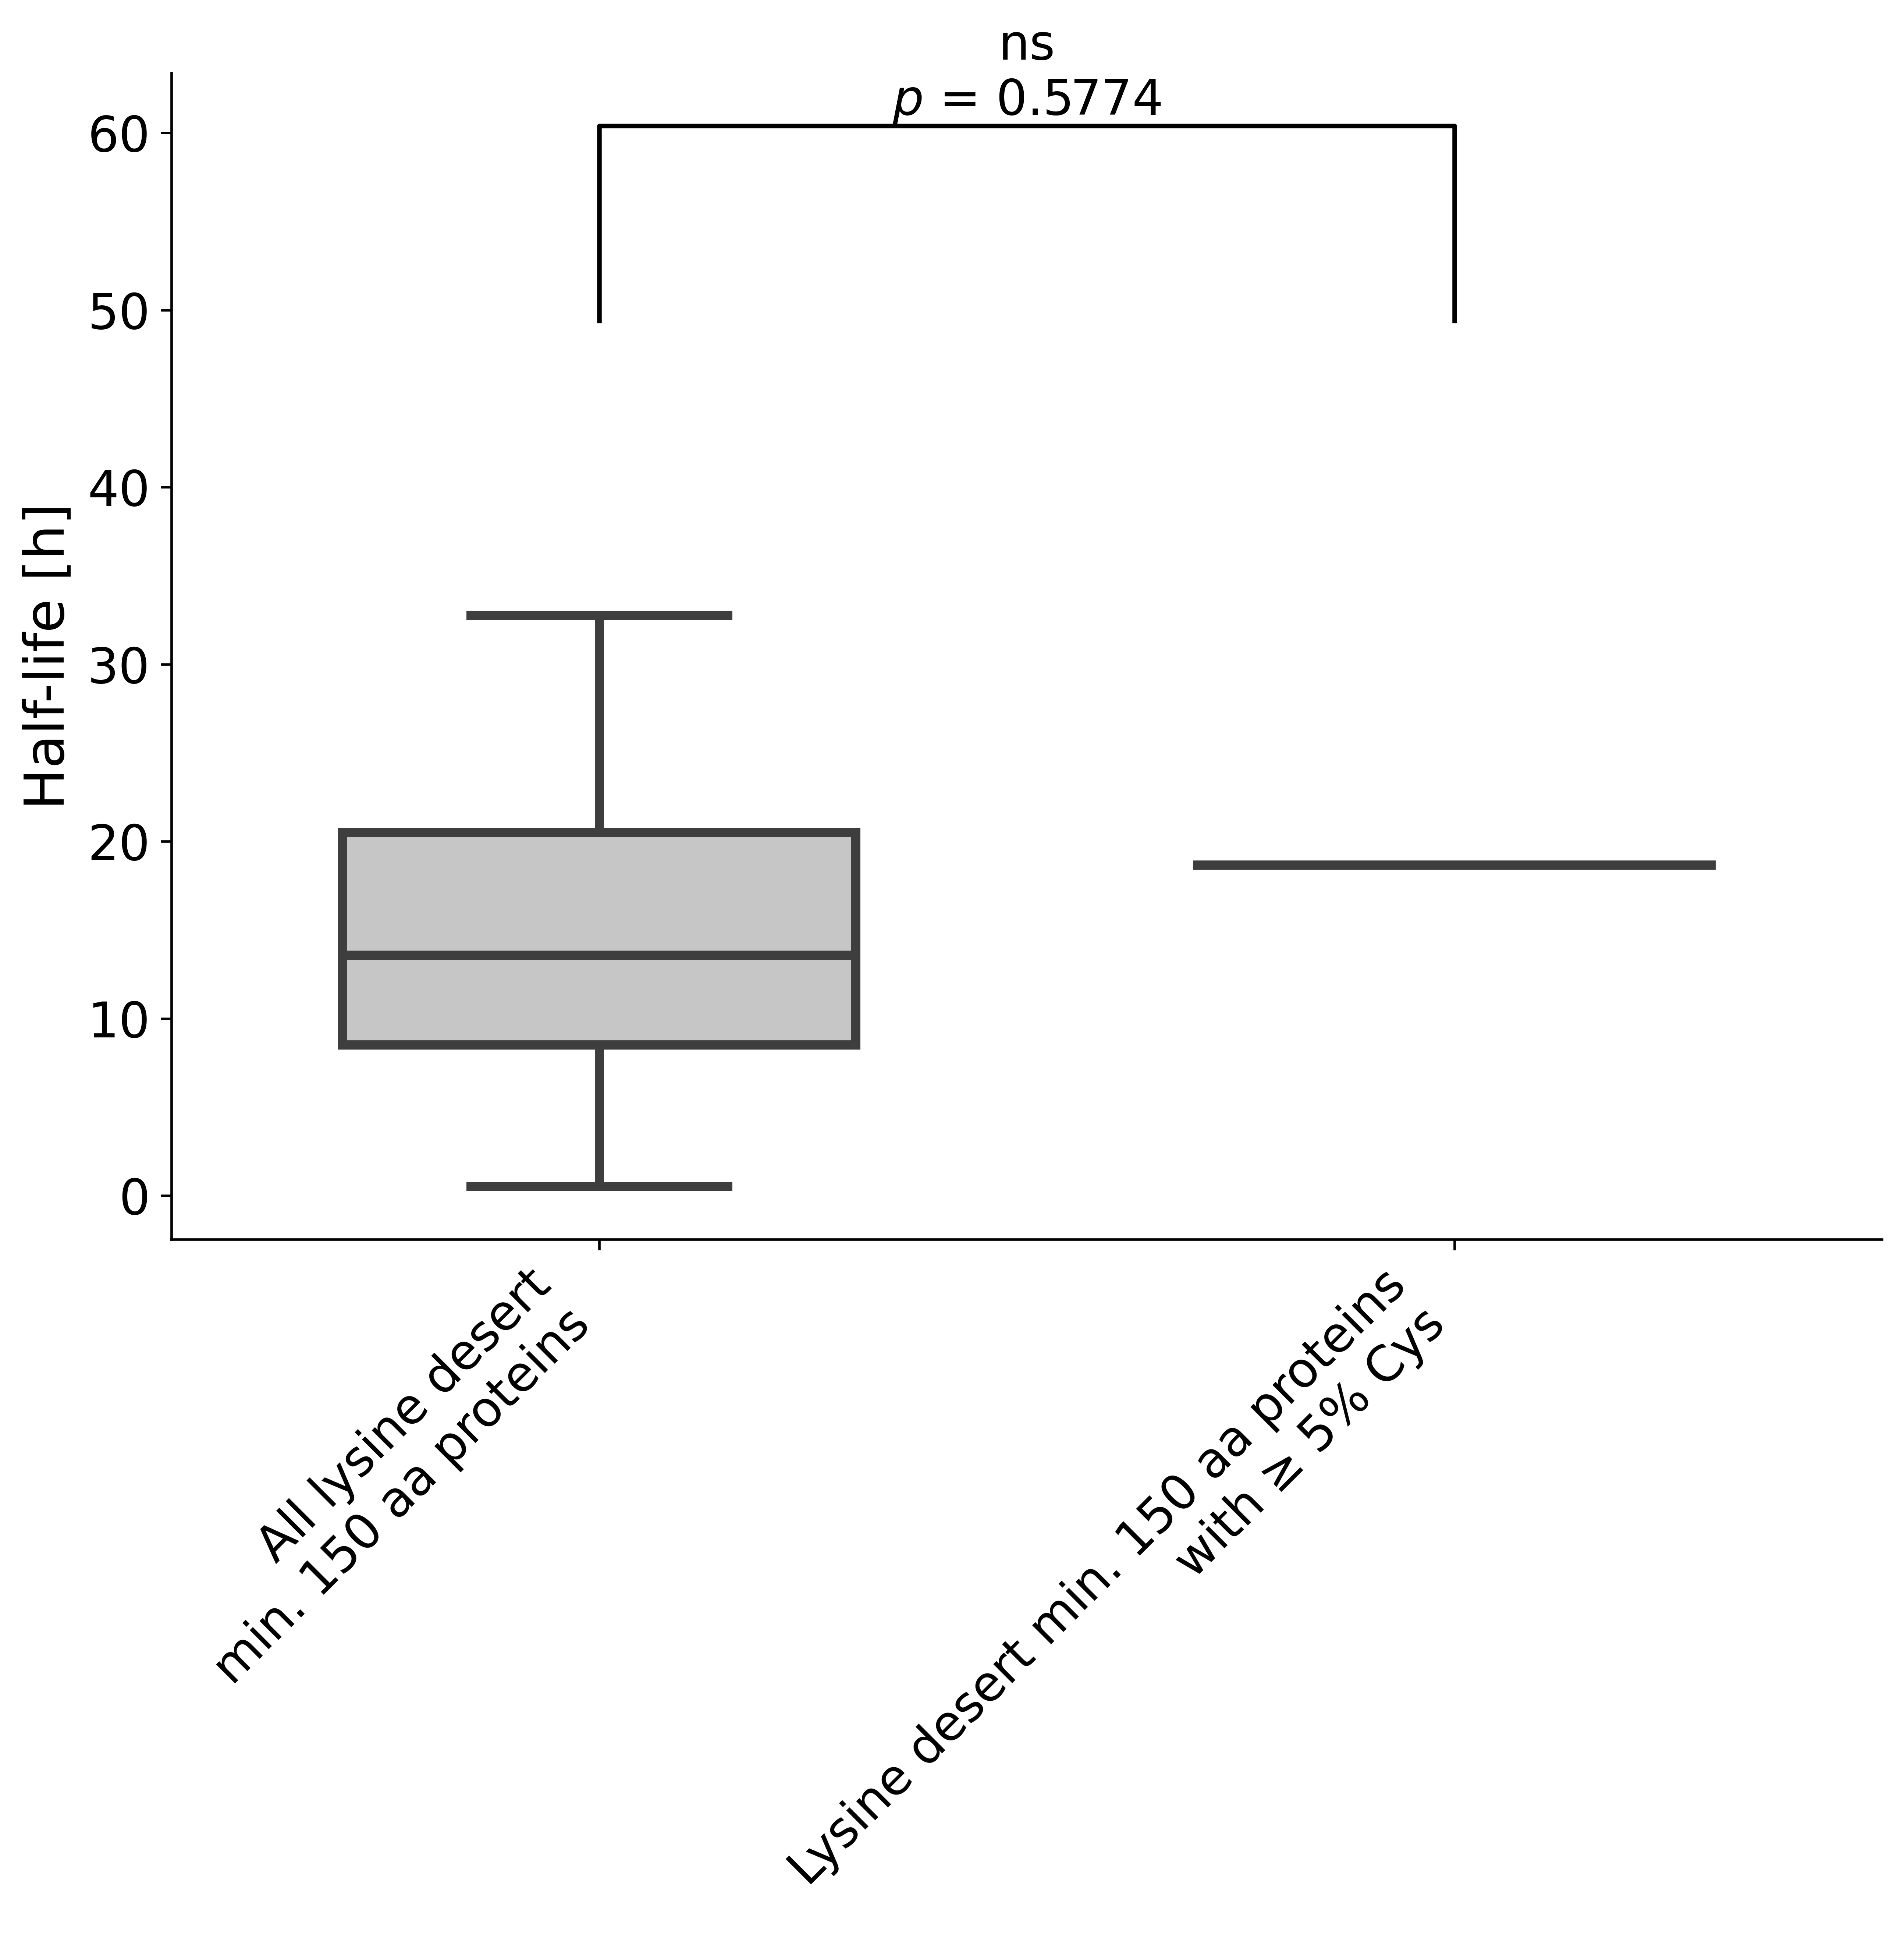 ns
p = 0.5774
60
50
40
30
20
10
0
Half-life [h]
All lysine desert
min. 150 aa proteins
Lysine desert min. 150 aa proteins
with ≥ 5% Cys